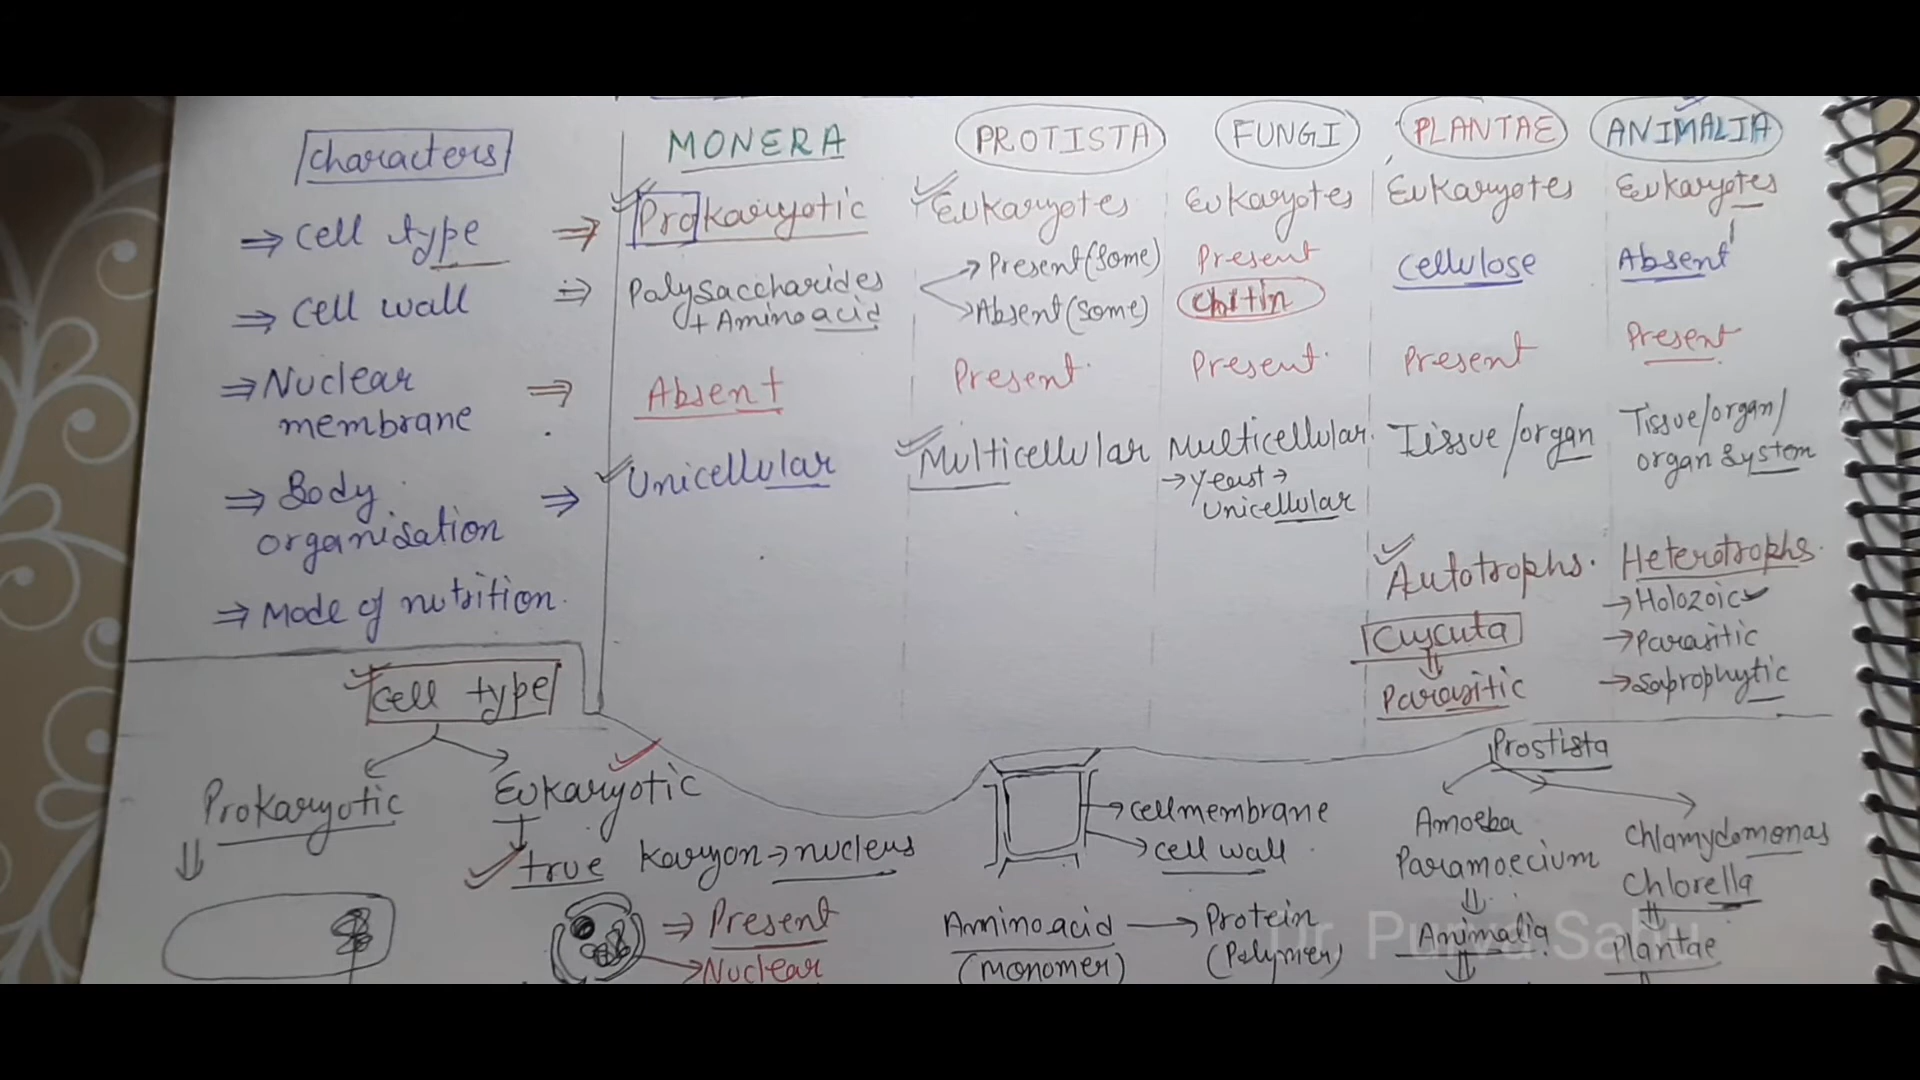 Characters MONERA PROTISTA FUNGI PLANTAE ANIMALIA
⇒ Cell type ⇒ Prokaryotic Eukaryotes Eukaryotes Eukaryotes Eukaryotes
⇒ Cell wall ⇒ Polysaccharides → Present (some) Present Cellulose Absent
+ Amino acid → Absent (some) Chitin
⇒ Nuclear ⇒ Absent Present Present Present Present
membrane
⇒ Body ⇒ Unicellular Multicellular Multicellular. Tissue/organ Tissue/organ/
organisation → Yeast → organ System
Unicellular
⇒ Mode of nutrition. Autotrophs. Heterotrophs.
→ Holozoic
Cuscuta → Parasitic
Parasitic → Saprophytic
Cell type
Prokaryotic Eukaryotic
true Karyon → nucleus
⇒ Present
→ Nuclear
→ cell membrane
→ cell wall
Amino acid → Protein
(monomer) (Polymer)
Prostista
Amoeba Chlamydomonas
Paramoecium Chlorella
Animalia Plantae
Dr. Purva Sahu